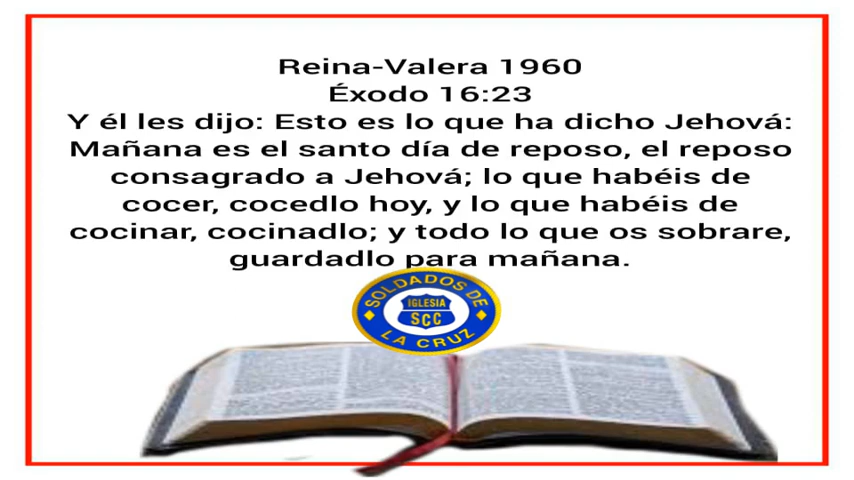 Reina-Valera 1960
Éxodo 16:23
Y él les dijo: Esto es lo que ha dicho Jehová:
Mañana es el santo día de reposo, el reposo
consagrado a Jehová; lo que habéis de
cocer, cocedlo hoy, y lo que habéis de
cocinar, cocinadlo; y todo lo que os sobrare,
guardadlo para mañana.
SOLDADOS DE
IGLESIA
SCC
LA CRUZ